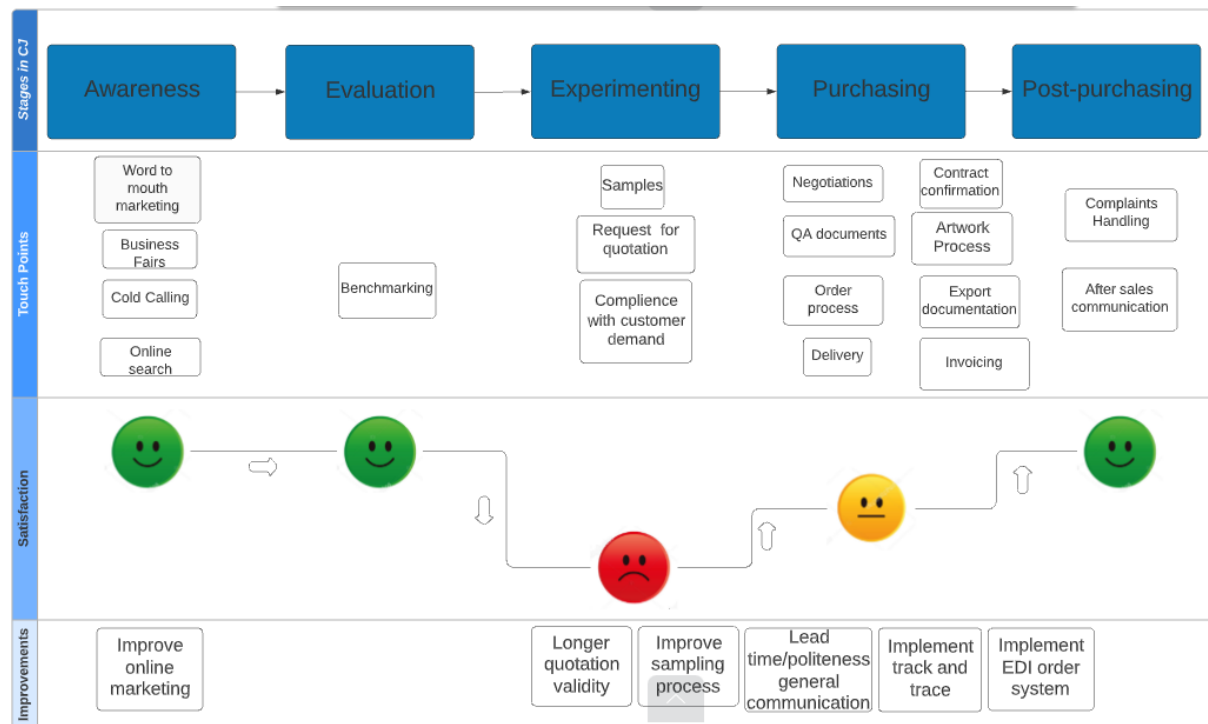 Stages in CJ
Awareness
Evaluation
Experimenting
Purchasing
Post-purchasing
Touch Points
Word to
mouth
marketing
Business
Fairs
Cold Calling
Online
search
Benchmarking
Samples
Request for
quotation
Complience
with customer
demand
Negotiations
QA documents
Order
process
Delivery
Contract
confirmation
Artwork
Process
Export
documentation
Invoicing
Complaints
Handling
After sales
communication
Satisfaction
Improvements
Improve
online
marketing
Longer
quotation
validity
Improve
sampling
process
Lead
time/politeness
general
communication
Implement
track and
trace
Implement
EDI order
system